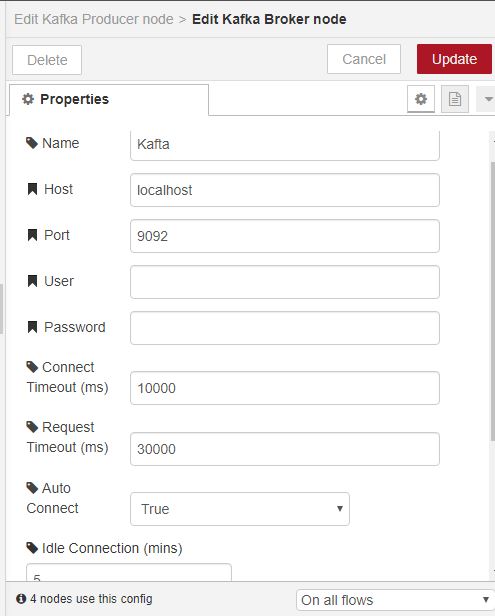 Edit Kafka Producer node > Edit Kafka Broker node
Delete Cancel Update
Properties
Name Kafta
Host localhost
Port 9092
User
Password
Connect
Timeout (ms) 10000
Request
Timeout (ms) 30000
Auto
Connect True
Idle Connection (mins)
5
4 nodes use this config On all flows